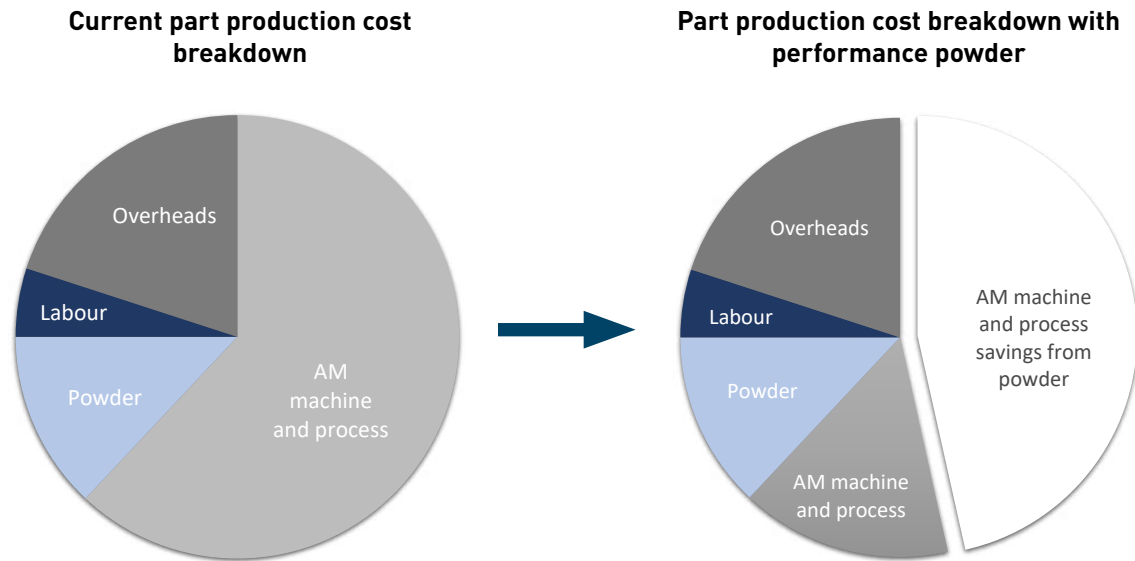 Current part production cost
breakdown
Overheads
Labour
Powder
AM
machine
and process
Part production cost breakdown with
performance powder
Overheads
Labour
Powder
AM machine
and process
AM machine
and process
savings from
powder